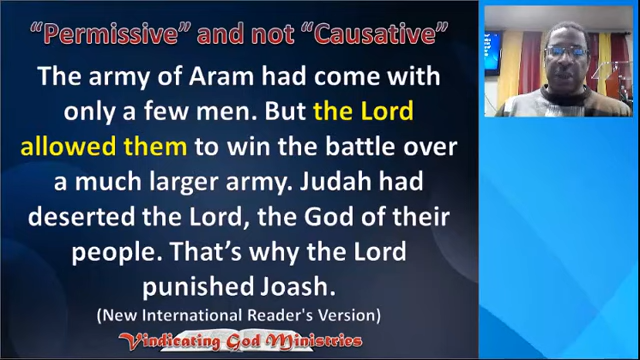 “Permissive” and not “Causative”
The army of Aram had come with
only a few men. But the Lord
allowed them to win the battle over
a much larger army. Judah had
deserted the Lord, the God of their
people. That’s why the Lord
punished Joash.
(New International Reader's Version)
Vindicating God Ministries